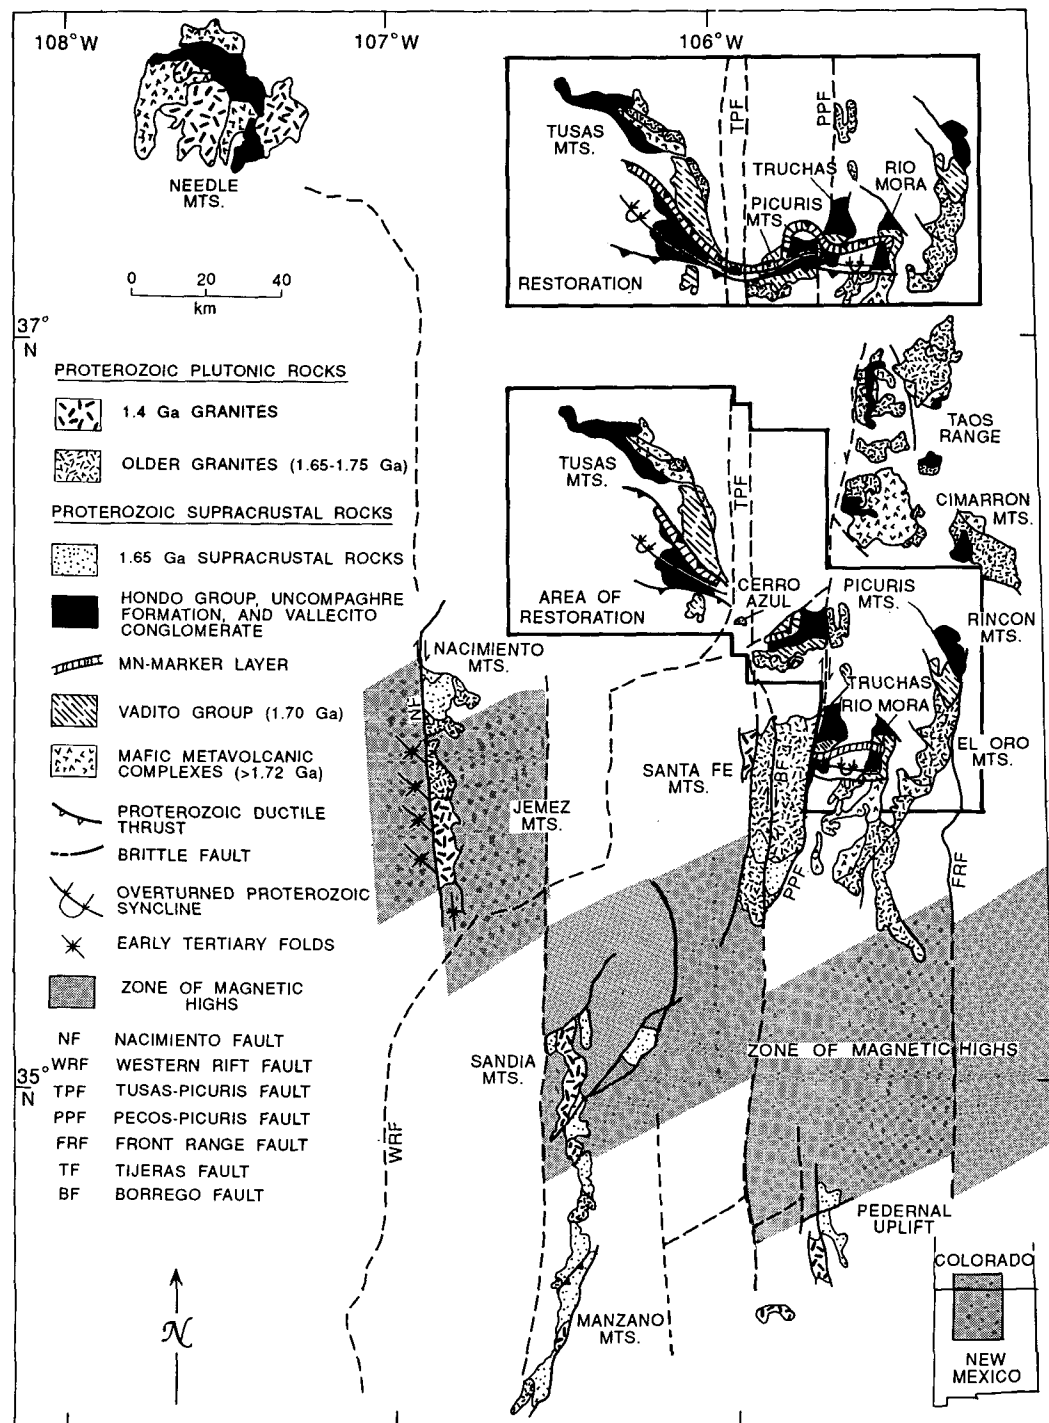 108°W
107°W
106°W
NEEDLE
MTS.
0 20 40
km
TUSAS
MTS.
TPF
PPF
TRUCHAS
RIO
MORA
PICURIS
MTS.
RESTORATION
37°
N
PROTEROZOIC PLUTONIC ROCKS
1.4 Ga GRANITES
OLDER GRANITES (1.65-1.75 Ga)
PROTEROZOIC SUPRACRUSTAL ROCKS
1.65 Ga SUPRACRUSTAL ROCKS
HONDO GROUP, UNCOMPAGHRE
FORMATION, AND VALLECITO
CONGLOMERATE
MN-MARKER LAYER
VADITO GROUP (1.70 Ga)
MAFIC METAVOLCANIC
COMPLEXES (>1.72 Ga)
PROTEROZOIC DUCTILE
THRUST
BRITTLE FAULT
OVERTURNED PROTEROZOIC
SYNCLINE
EARLY TERTIARY FOLDS
ZONE OF MAGNETIC
HIGHS
NF NACIMIENTO FAULT
WRF WESTERN RIFT FAULT
TPF TUSAS-PICURIS FAULT
PPF PECOS-PICURIS FAULT
FRF FRONT RANGE FAULT
TF TIJERAS FAULT
BF BORREGO FAULT
35°
N
N
TUSAS
MTS.
TPF
AREA OF
RESTORATION
CERRO
AZUL
PICURIS
MTS.
TAOS
RANGE
CIMARRON
MTS.
RINCON
MTS.
NACIMIENTO
MTS.
NF
TRUCHAS
RIO MORA
EL ORO
MTS.
SANTA FE
MTS.
BF
JEMEZ
MTS.
PPF
FRF
SANDIA
MTS.
ZONE OF MAGNETIC HIGHS
WRF
PEDERNAL
UPLIFT
MANZANO
MTS.
COLORADO
NEW
MEXICO